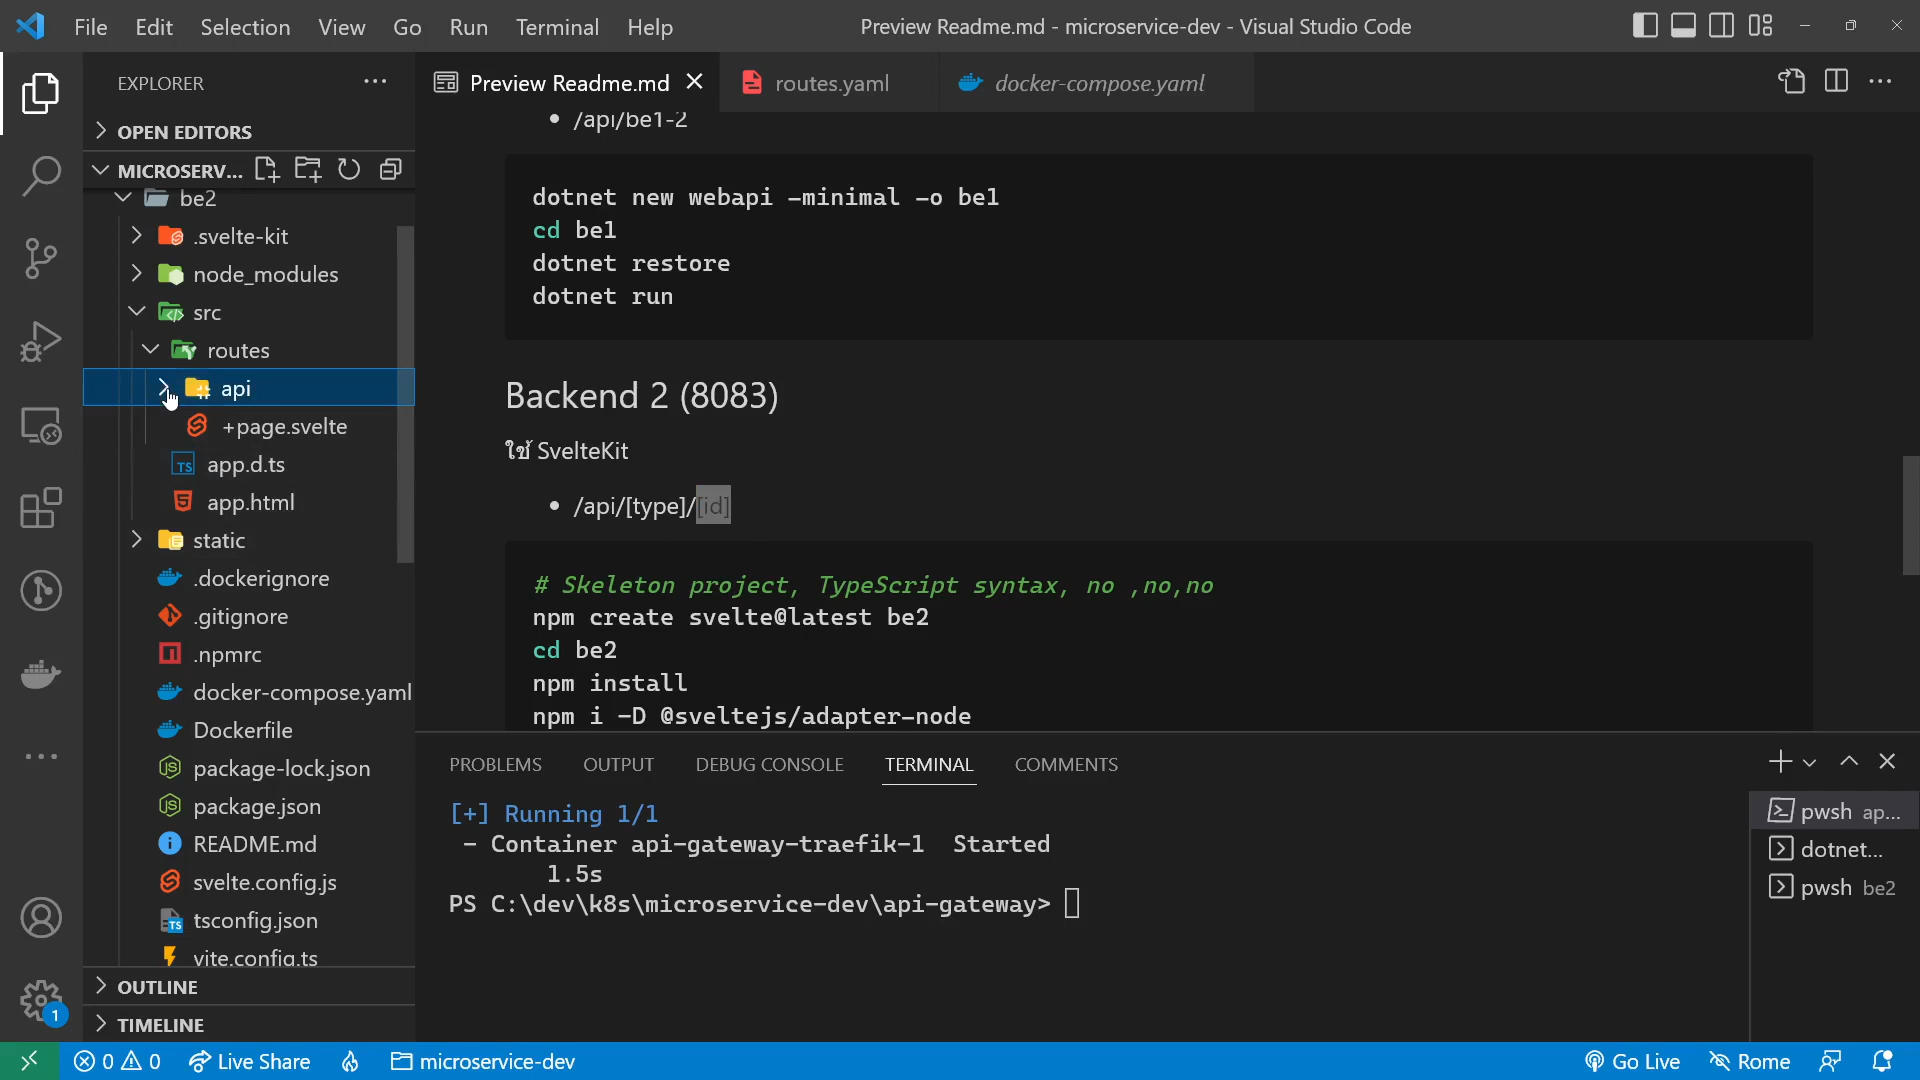 File Edit Selection View Go Run Terminal Help
Preview Readme.md - microservice-dev - Visual Studio Code
EXPLORER
OPEN EDITORS
MICROSERV...
be2
.svelte-kit
node_modules
src
routes
api
+page.svelte
app.d.ts
app.html
static
.dockerignore
.gitignore
.npmrc
docker-compose.yaml
Dockerfile
package-lock.json
package.json
README.md
svelte.config.js
tsconfig.json
vite.config.ts
OUTLINE
TIMELINE
Preview Readme.md
routes.yaml
docker-compose.yaml
• /api/be1-2
dotnet new webapi -minimal -o be1
cd be1
dotnet restore
dotnet run
Backend 2 (8083)
ใช้ SvelteKit
• /api/[type]/[id]
# Skeleton project, TypeScript syntax, no ,no,no
npm create svelte@latest be2
cd be2
npm install
npm i -D @sveltejs/adapter-node
PROBLEMS OUTPUT DEBUG CONSOLE TERMINAL COMMENTS
[+] Running 1/1
- Container api-gateway-traefik-1 Started
1.5s
PS C:\dev\k8s\microservice-dev\api-gateway>
pwsh ap...
dotnet...
pwsh be2
1
0 0 Live Share microservice-dev
Go Live Rome